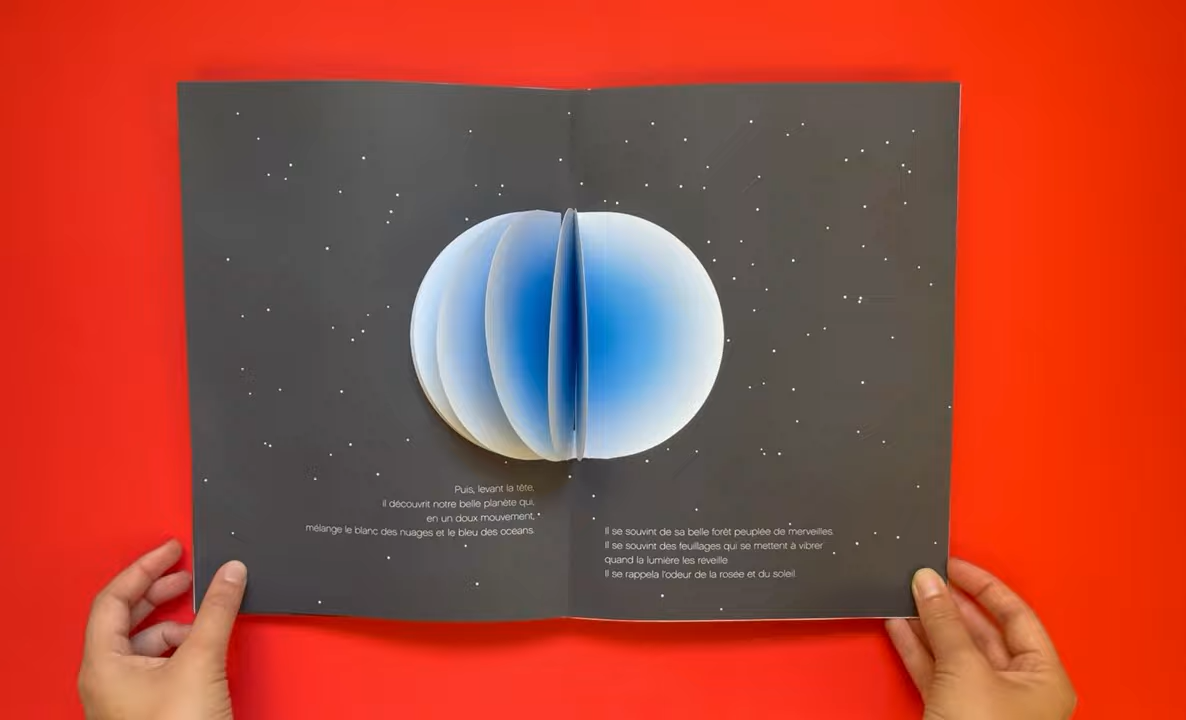 Puis, levant la tête,
il découvrit notre belle planète qui,
en un doux mouvement,
mélange le blanc des nuages et le bleu des océans.
Il se souvint de sa belle forêt peuplée de merveilles.
Il se souvint des feuillages qui se mettent à vibrer
quand la lumière les réveille
Il se rappela l'odeur de la rosée et du soleil.